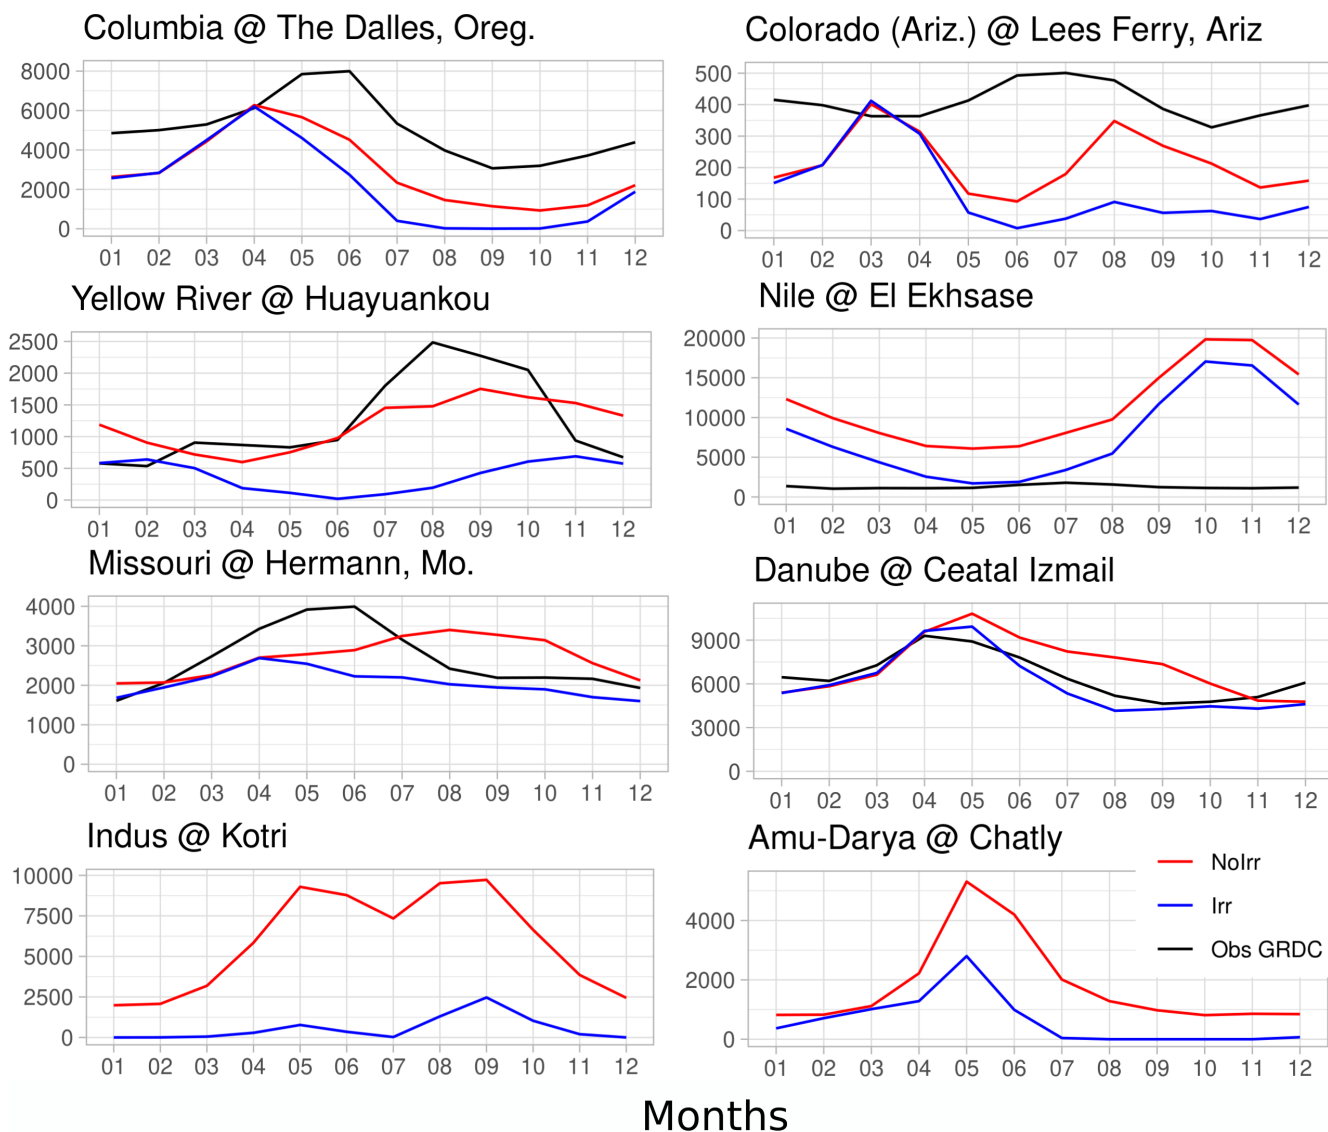 Columbia @ The Dalles, Oreg.
8000
6000
4000
2000
0
01 02 03 04 05 06 07 08 09 10 11 12
Colorado (Ariz.) @ Lees Ferry, Ariz
500
400
300
200
100
0
01 02 03 04 05 06 07 08 09 10 11 12
Yellow River @ Huayuankou
2500
2000
1500
1000
500
0
01 02 03 04 05 06 07 08 09 10 11 12
Nile @ El Ekhsase
20000
15000
10000
5000
0
01 02 03 04 05 06 07 08 09 10 11 12
Missouri @ Hermann, Mo.
4000
3000
2000
1000
0
01 02 03 04 05 06 07 08 09 10 11 12
Danube @ Ceatal Izmail
9000
6000
3000
0
01 02 03 04 05 06 07 08 09 10 11 12
Indus @ Kotri
10000
7500
5000
2500
0
01 02 03 04 05 06 07 08 09 10 11 12
Amu-Darya @ Chatly
4000
2000
0
01 02 03 04 05 06 07 08 09 10 11 12
NoIrr
Irr
Obs GRDC
Months